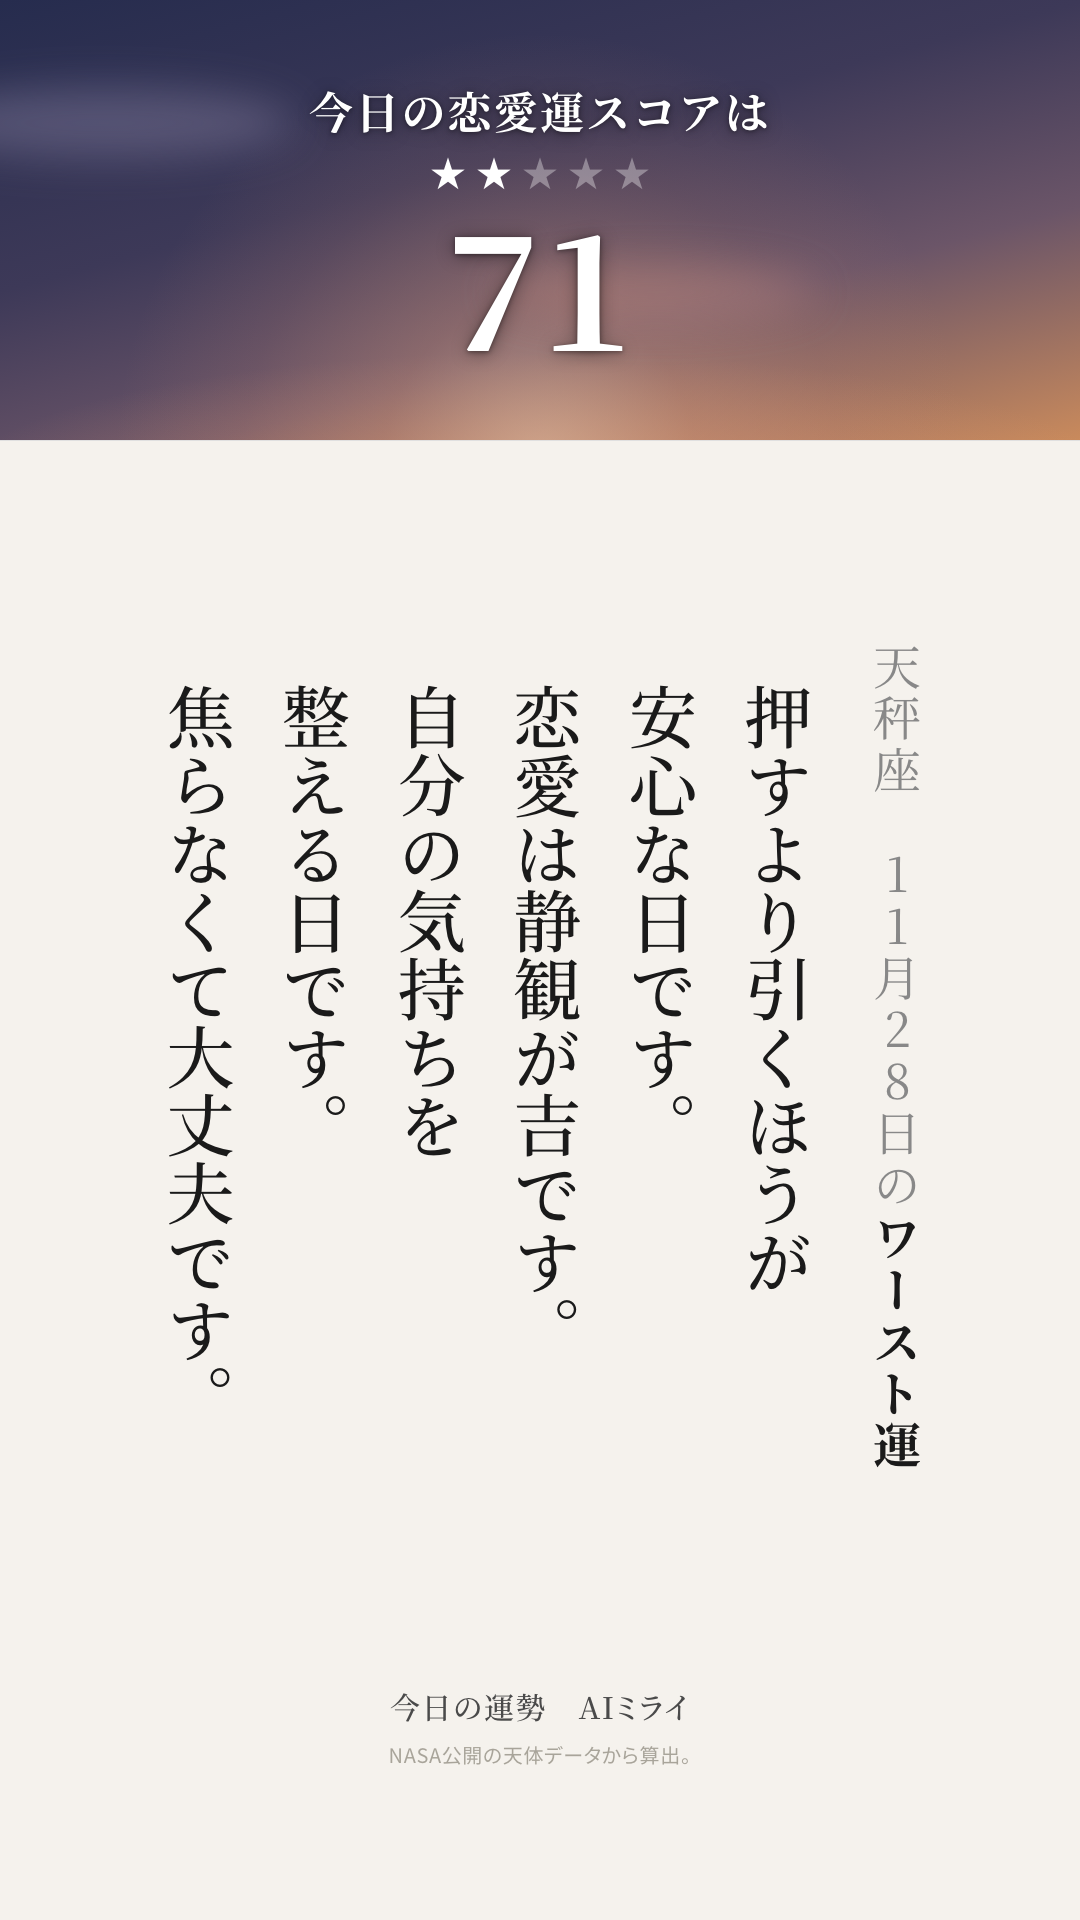 今日の恋愛運スコアは
★★★★★
71
天秤座　11月28日のワースト運
押すより引くほうが
安心な日です。
恋愛は静観が吉です。
自分の気持ちを
整える日です。
焦らなくて大丈夫です。
今日の運勢　AIミライ
NASA公開の天体データから算出。